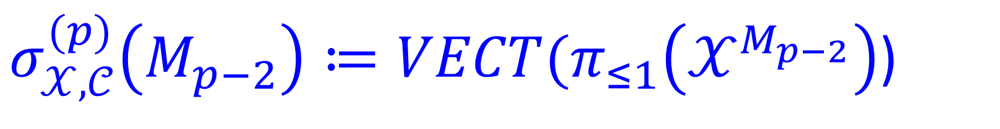 σ_{𝒳,𝒞}^{(p)}(M_{p−2}) ≔ VECT(π_{≤1}(𝒳^{M_{p−2}}))